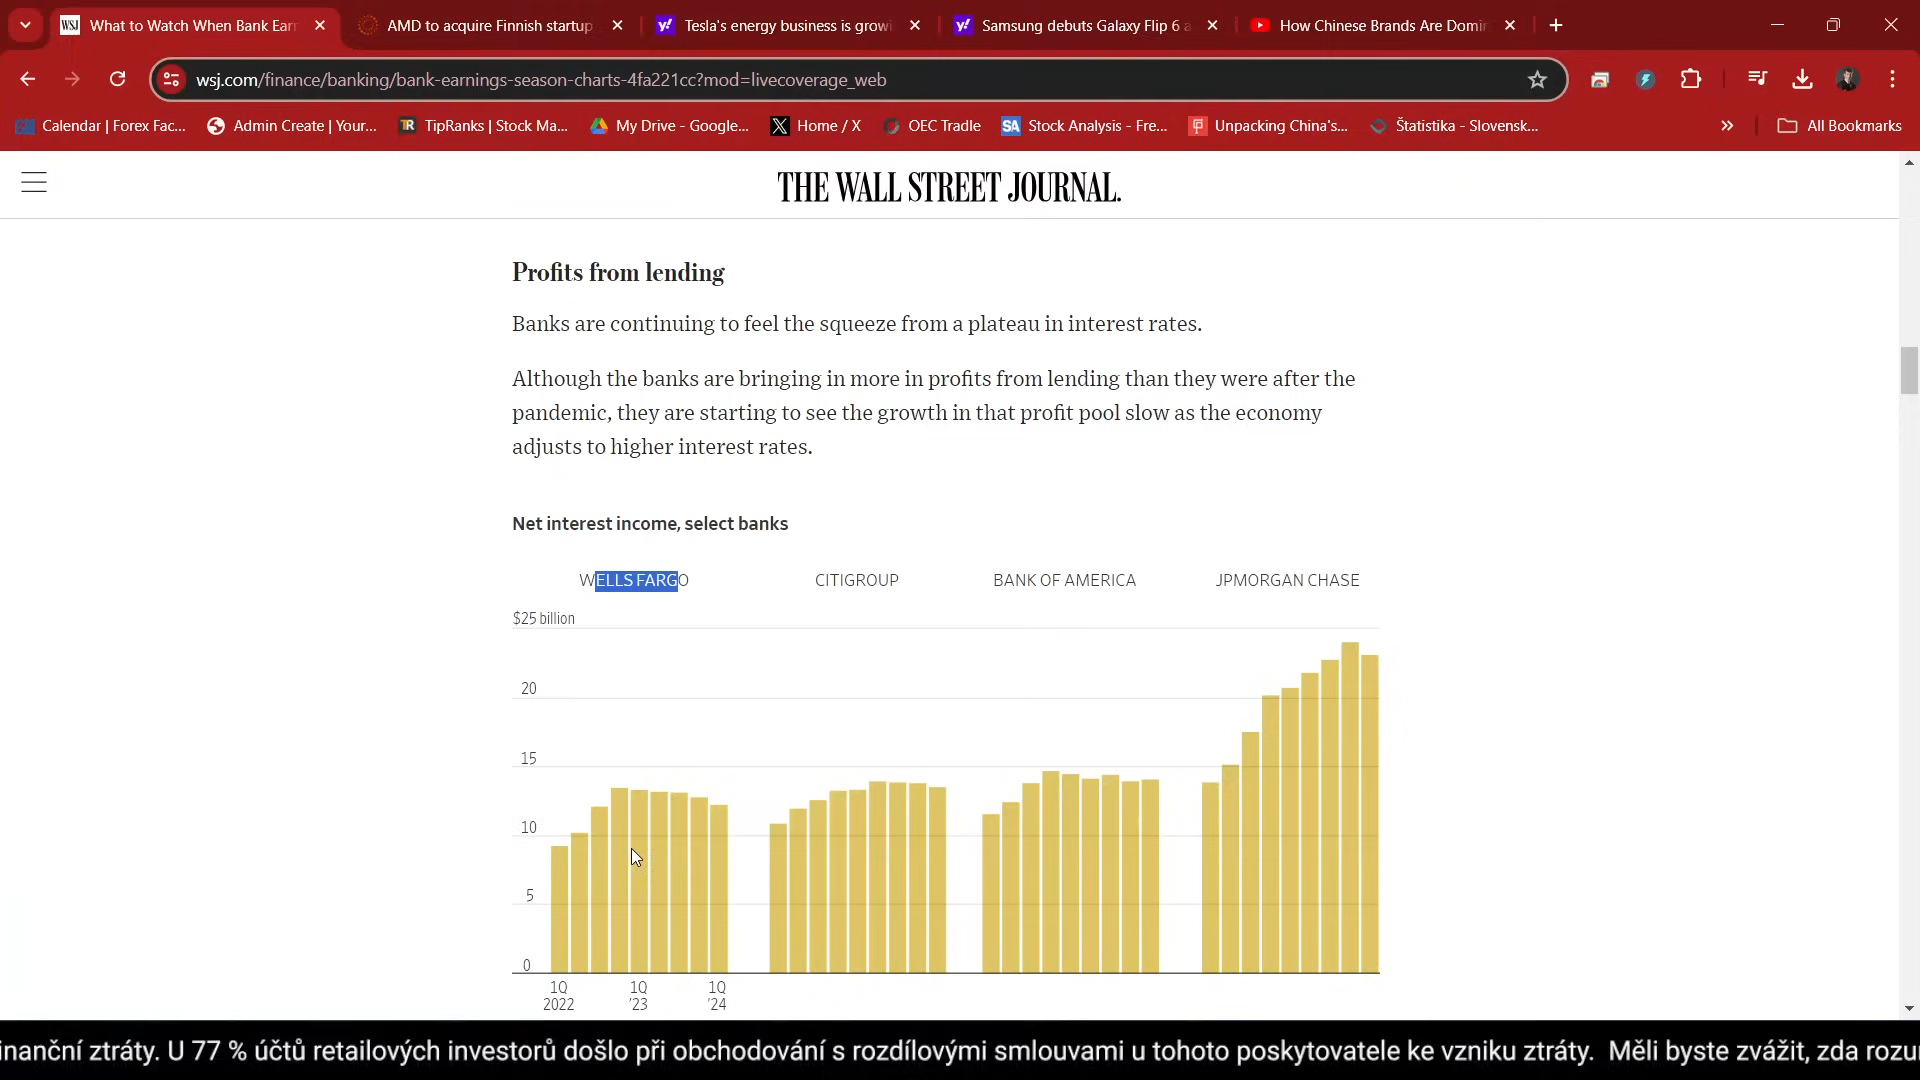 What to Watch When Bank Ear
AMD to acquire Finnish startup
Tesla's energy business is grow
Samsung debuts Galaxy Flip 6 a
How Chinese Brands Are Domi
wsj.com/finance/banking/bank-earnings-season-charts-4fa221cc?mod=livecoverage_web
Calendar | Forex Fac...
Admin Create | Your...
TipRanks | Stock Ma...
My Drive - Google...
Home / X
OEC Tradle
Stock Analysis - Fre...
Unpacking China's...
Štatistika - Slovensk...
All Bookmarks
THE WALL STREET JOURNAL.
Profits from lending
Banks are continuing to feel the squeeze from a plateau in interest rates.
Although the banks are bringing in more in profits from lending than they were after the
pandemic, they are starting to see the growth in that profit pool slow as the economy
adjusts to higher interest rates.
Net interest income, select banks
WELLS FARGO CITIGROUP BANK OF AMERICA JPMORGAN CHASE
$25 billion
20
15
10
5
0
1Q 1Q 1Q
2022 '23 '24
inanční ztráty. U 77 % účtů retailových investorů došlo při obchodování s rozdílovými smlouvami u tohoto poskytovatele ke vzniku ztráty. Měli byste zvážit, zda rozu